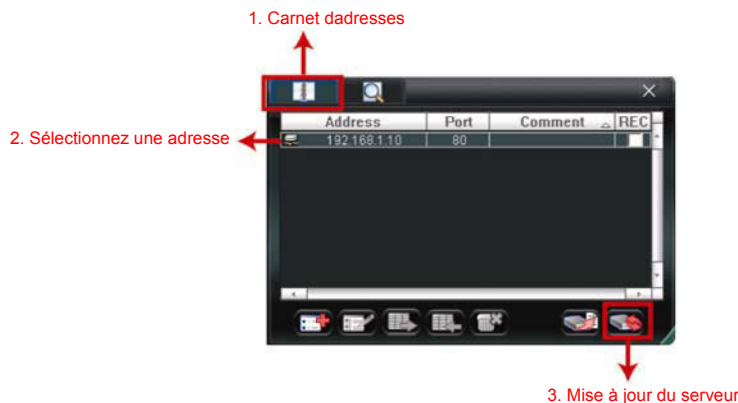 1. Carnet dadresses
Address Port Comment REC
2. Sélectionnez une adresse
192.168.1.10 80
3. Mise à jour du serveur